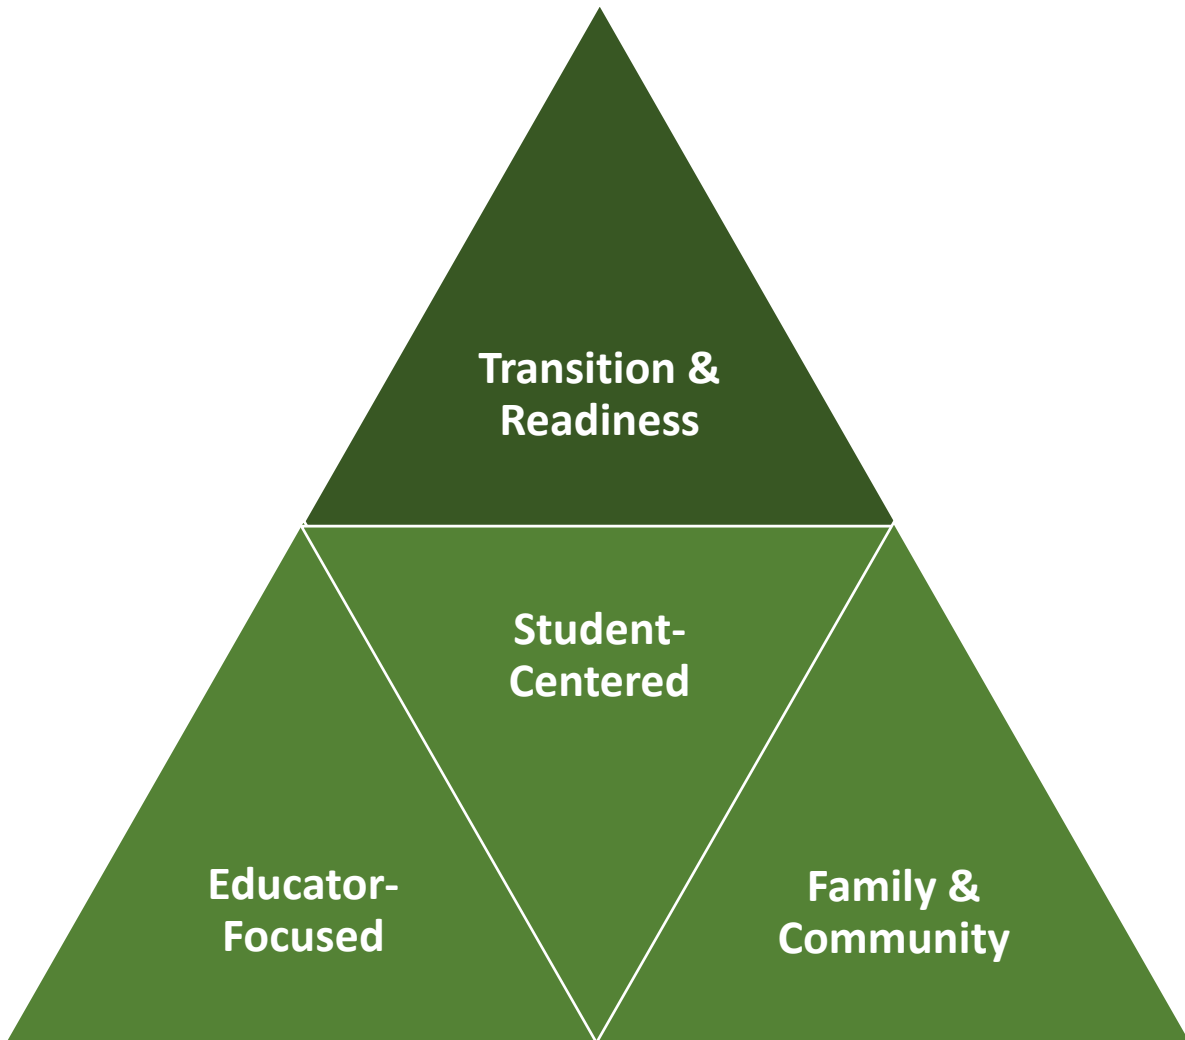 Transition &
Readiness
Student-
Centered
Educator-
Focused
Family &
Community